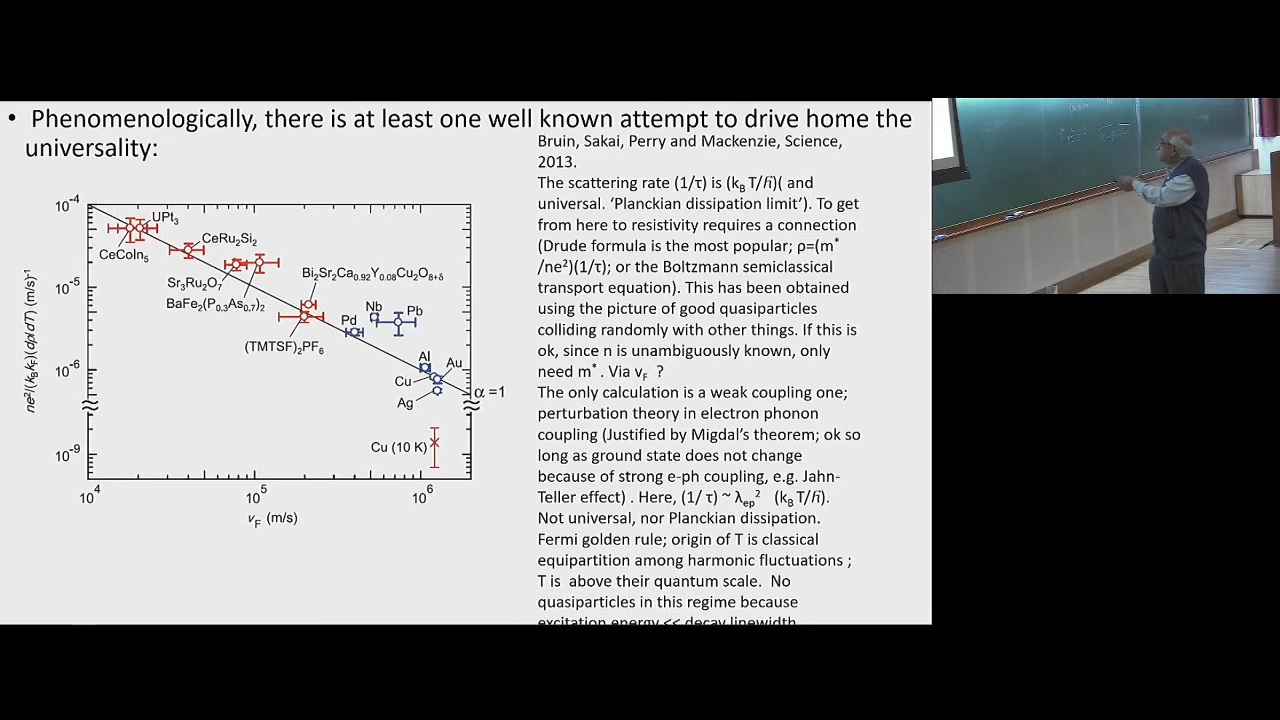 • Phenomenologically, there is at least one well known attempt to drive home the
universality:
Bruin, Sakai, Perry and Mackenzie, Science,
2013.
The scattering rate (1/τ) is (k_B T/ℏ)( and
universal. ‘Planckian dissipation limit’). To get
from here to resistivity requires a connection
(Drude formula is the most popular; ρ=(m*
/ne²)(1/τ); or the Boltzmann semiclassical
transport equation). This has been obtained
using the picture of good quasiparticles
colliding randomly with other things. If this is
ok, since n is unambiguously known, only
need m*. Via v_F ?
The only calculation is a weak coupling one;
perturbation theory in electron phonon
coupling (Justified by Migdal’s theorem; ok so
long as ground state does not change
because of strong e-ph coupling, e.g. Jahn-
Teller effect) . Here, (1/ τ) ~ λ_ep² (k_B T/ℏ).
Not universal, nor Planckian dissipation.
Fermi golden rule; origin of T is classical
equipartition among harmonic fluctuations ;
T is above their quantum scale. No
quasiparticles in this regime because
excitation energy << decay linewidth
10⁻⁴
10⁻⁵
10⁻⁶
10⁻⁹
ne²/(k_Bk_F)(dρ/dT) (m/s)⁻¹
UPt₃
CeCoIn₅
CeRu₂Si₂
Sr₃Ru₂O₇
BaFe₂(P₀.₃As₀.₇)₂
Bi₂Sr₂Ca₀.₉₂Y₀.₀₈Cu₂O₈₊δ
(TMTSF)₂PF₆
Nb
Pb
Pd
Al
Au
Cu
Ag
α =1
Cu (10 K)
10⁴
10⁵
10⁶
v_F (m/s)